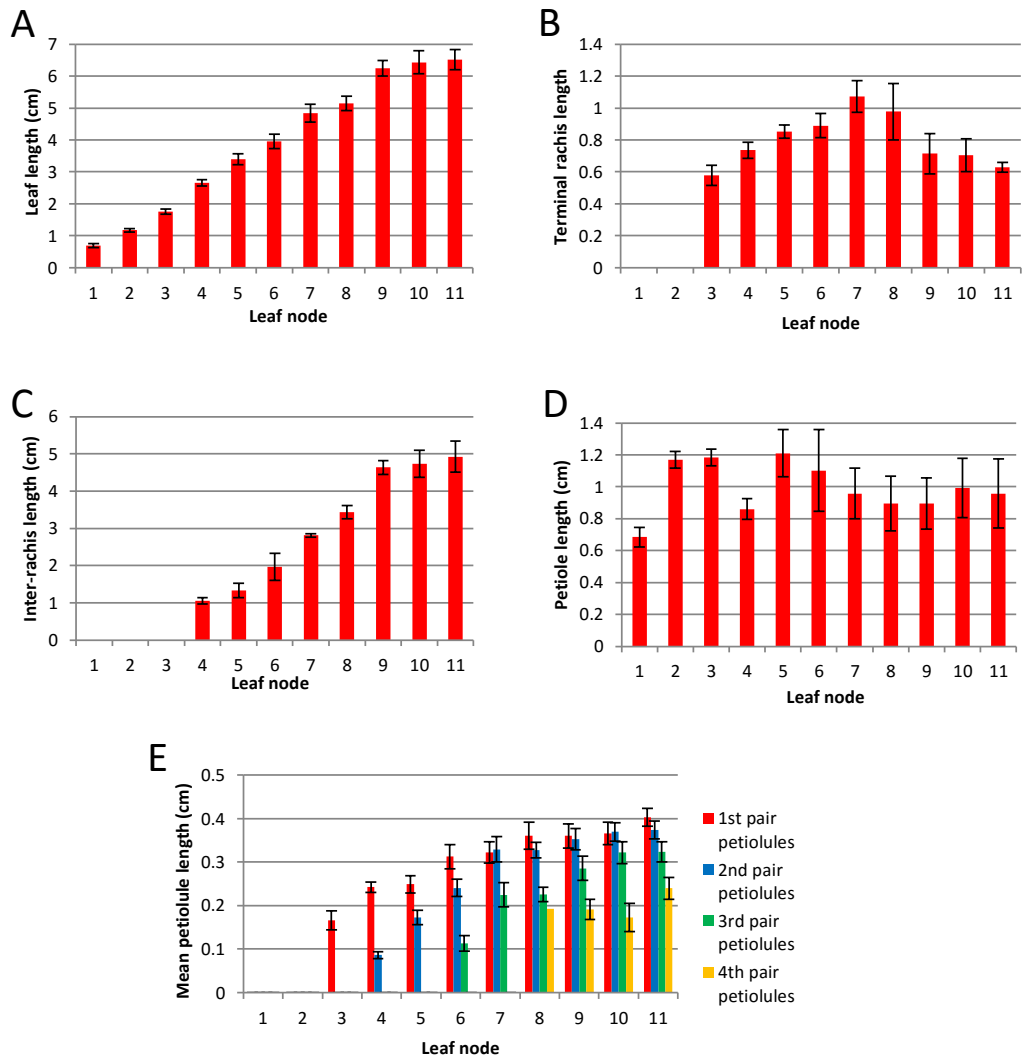 A
Leaf length (cm)
7
6
5
4
3
2
1
0
1 2 3 4 5 6 7 8 9 10 11
Leaf node
B
Terminal rachis length
1.4
1.2
1
0.8
0.6
0.4
0.2
0
1 2 3 4 5 6 7 8 9 10 11
Leaf node
C
Inter-rachis length (cm)
6
5
4
3
2
1
0
1 2 3 4 5 6 7 8 9 10 11
Leaf node
D
Petiole length (cm)
1.4
1.2
1
0.8
0.6
0.4
0.2
0
1 2 3 4 5 6 7 8 9 10 11
Leaf node
E
Mean petiolule length (cm)
0.5
0.4
0.3
0.2
0.1
0
1 2 3 4 5 6 7 8 9 10 11
Leaf node
1st pair
petiolules
2nd pair
petiolules
3rd pair
petiolules
4th pair
petiolules